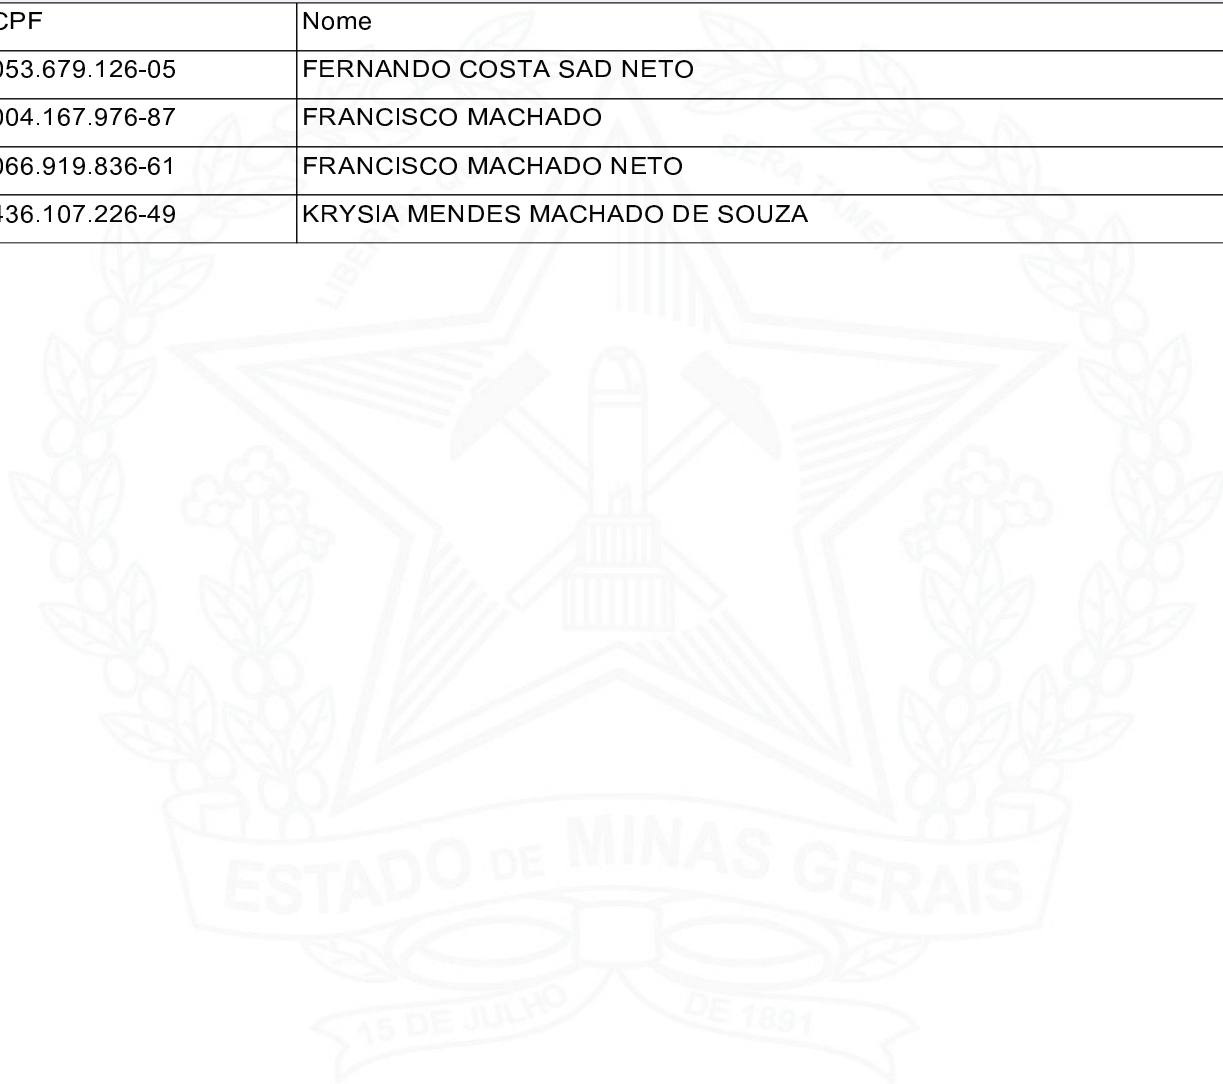 CPF Nome
053.679.126-05 FERNANDO COSTA SAD NETO
004.167.976-87 FRANCISCO MACHADO
066.919.836-61 FRANCISCO MACHADO NETO
436.107.226-49 KRYSIA MENDES MACHADO DE SOUZA
SERA TAMEN
ESTADO DE MINAS GERAIS
15 DE JULHO DE 1891